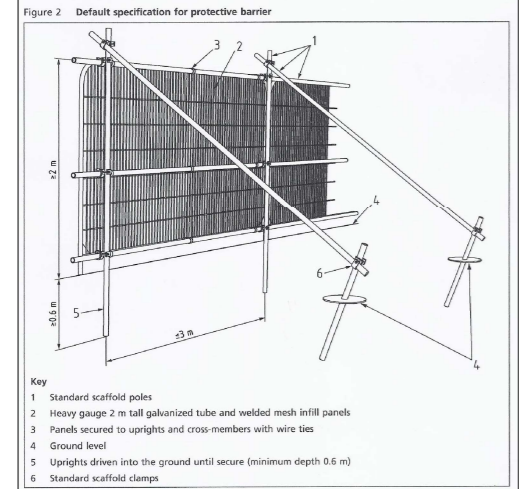 Figure 2 Default specification for protective barrier
3
2
1
≥2 m
4
6
≥0.6 m
5
≤3 m
4
Key
1 Standard scaffold poles
2 Heavy gauge 2 m tall galvanized tube and welded mesh infill panels
3 Panels secured to uprights and cross-members with wire ties
4 Ground level
5 Uprights driven into the ground until secure (minimum depth 0.6 m)
6 Standard scaffold clamps